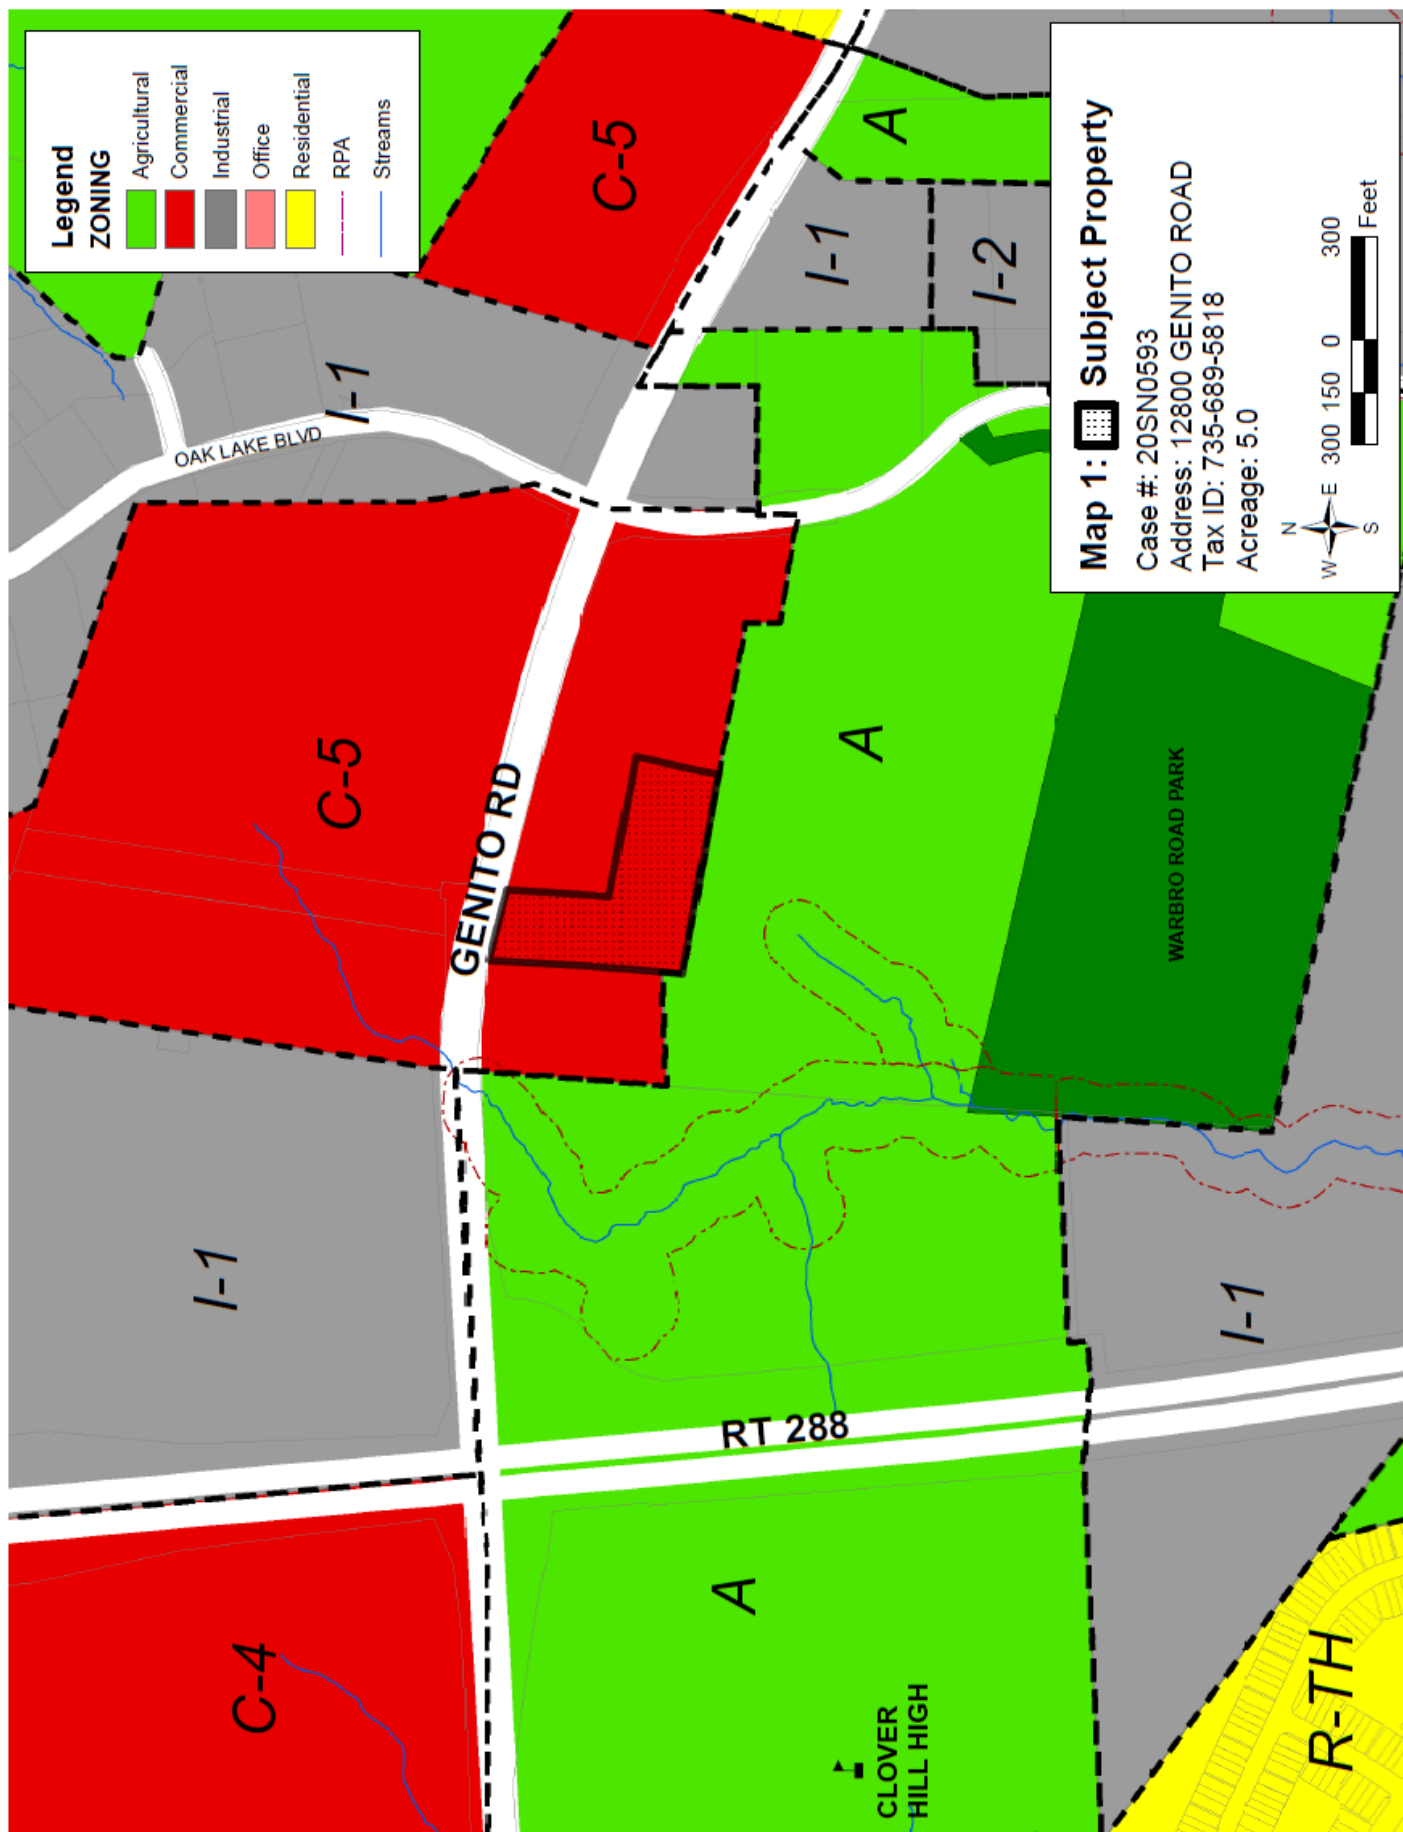 Legend
ZONING
Agricultural
Commercial
Industrial
Office
Residential
RPA
Streams
C-4
I-1
C-5
I-1
C-5
OAK LAKE BLVD
GENITO RD
RT 288
A
A
A
I-1
I-2
CLOVER
HILL HIGH
WARBRO ROAD PARK
I-1
R-TH
Map 1: Subject Property
Case #: 20SN0593
Address: 12800 GENITO ROAD
Tax ID: 735-689-5818
Acreage: 5.0
N
W E
S
300 150 0 300
Feet